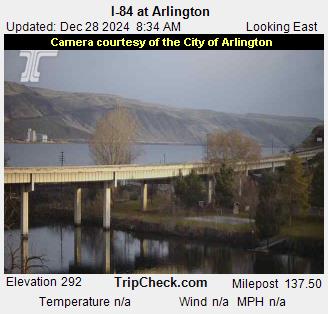 I-84 at Arlington
Updated: Dec 28 2024 8:34 AM Looking East
Camera courtesy of the City of Arlington
Elevation 292 TripCheck.com Milepost 137.50
Temperature n/a Wind n/a MPH n/a